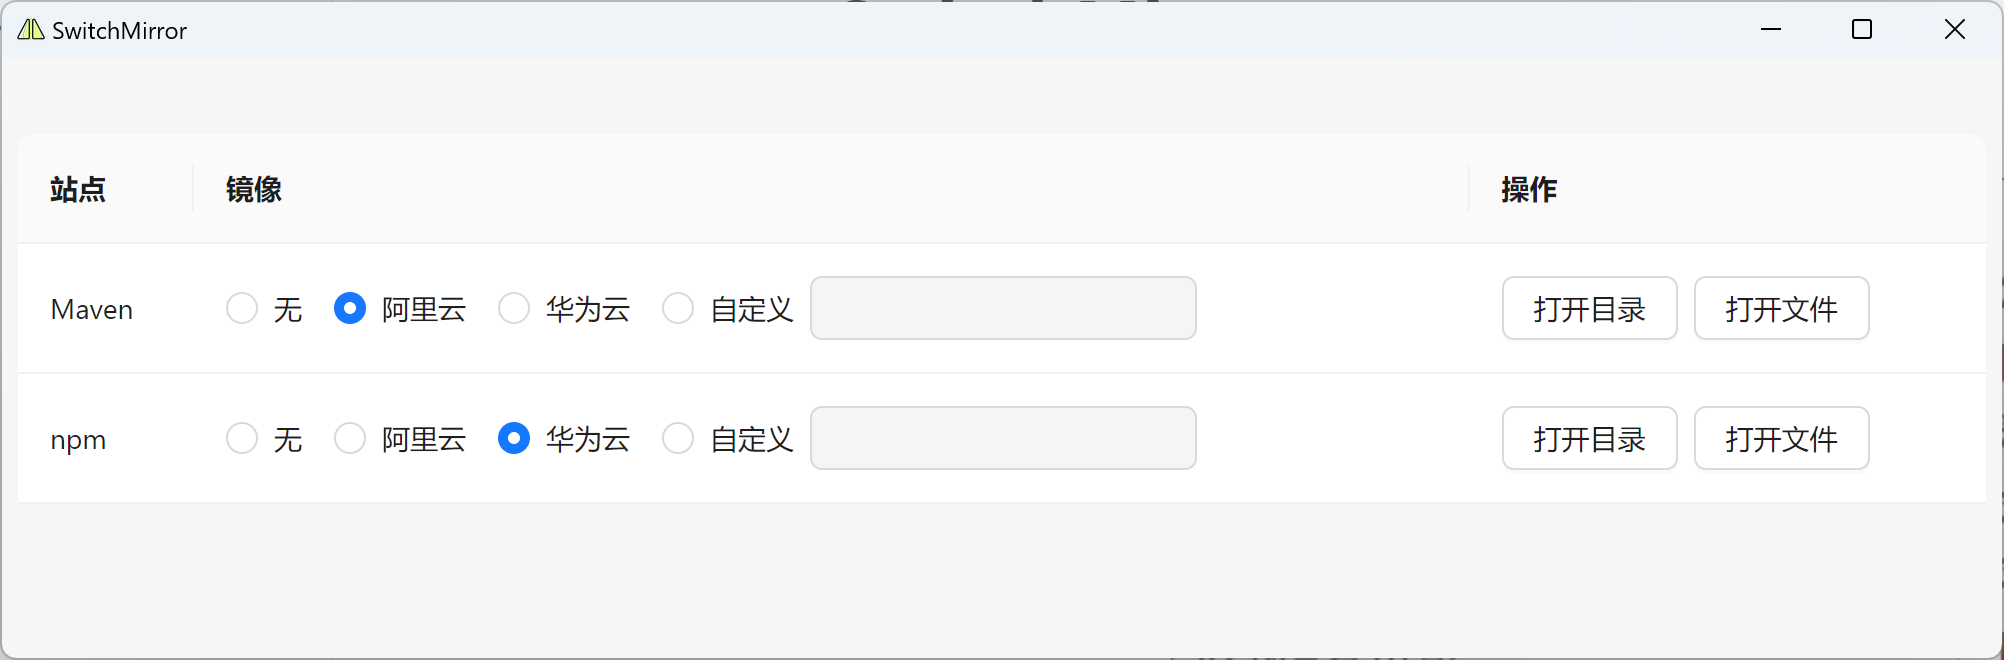 SwitchMirror
站点 镜像 操作
Maven 无 阿里云 华为云 自定义 打开目录 打开文件
npm 无 阿里云 华为云 自定义 打开目录 打开文件